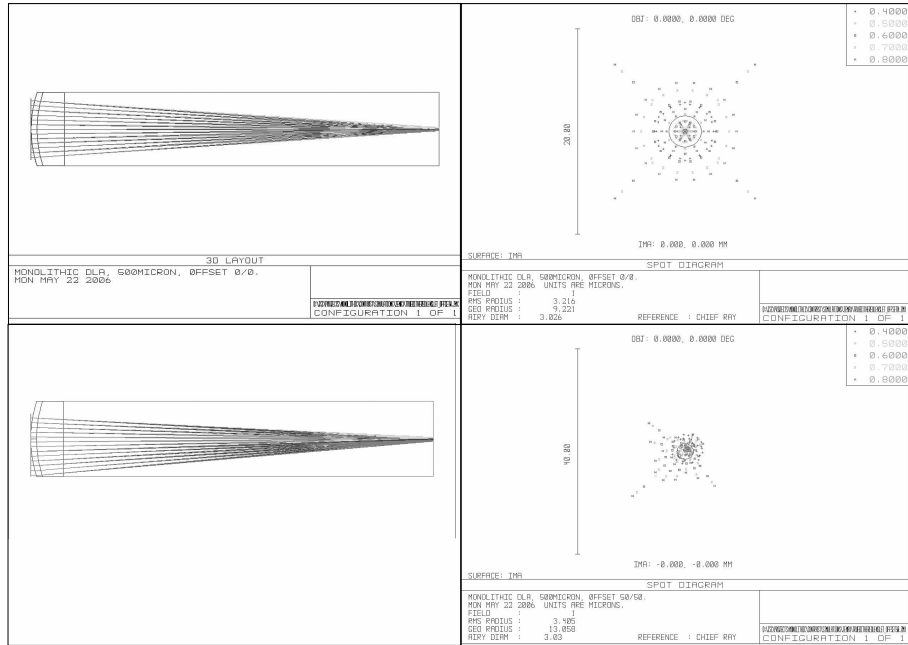 3D LAYOUT
MONOLITHIC DLA, 500MICRON, OFFSET 0/0.
MON MAY 22 2006
CONFIGURATION 1 OF 1
OBJ: 0.0000, 0.0000 DEG
0.4000
0.5000
0.6000
0.7000
0.8000
20.00
IMA: 0.000, 0.000 MM
SURFACE: IMA
SPOT DIAGRAM
MONOLITHIC DLA, 500MICRON, OFFSET 0/0.
MON MAY 22 2006 UNITS ARE MICRONS.
FIELD : 1
RMS RADIUS : 3.216
GEO RADIUS : 9.221
AIRY DIAM : 3.026 REFERENCE : CHIEF RAY
CONFIGURATION 1 OF 1
OBJ: 0.0000, 0.0000 DEG
0.4000
0.5000
0.6000
0.7000
0.8000
40.00
IMA: -0.000, -0.000 MM
SURFACE: IMA
SPOT DIAGRAM
MONOLITHIC DLA, 500MICRON, OFFSET 50/50.
MON MAY 22 2006 UNITS ARE MICRONS.
FIELD : 1
RMS RADIUS : 3.405
GEO RADIUS : 13.058
AIRY DIAM : 3.03 REFERENCE : CHIEF RAY
CONFIGURATION 1 OF 1